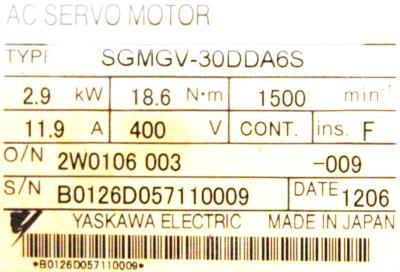 AC SERVO MOTOR
TYPE SGMGV-30DDA6S
2.9 kW 18.6 N·m 1500 min⁻¹
11.9 A 400 V CONT. ins. F
O/N 2W0106 003 -009
S/N B0126D057110009 DATE 1206
YASKAWA ELECTRIC MADE IN JAPAN
*B0126D057110009*